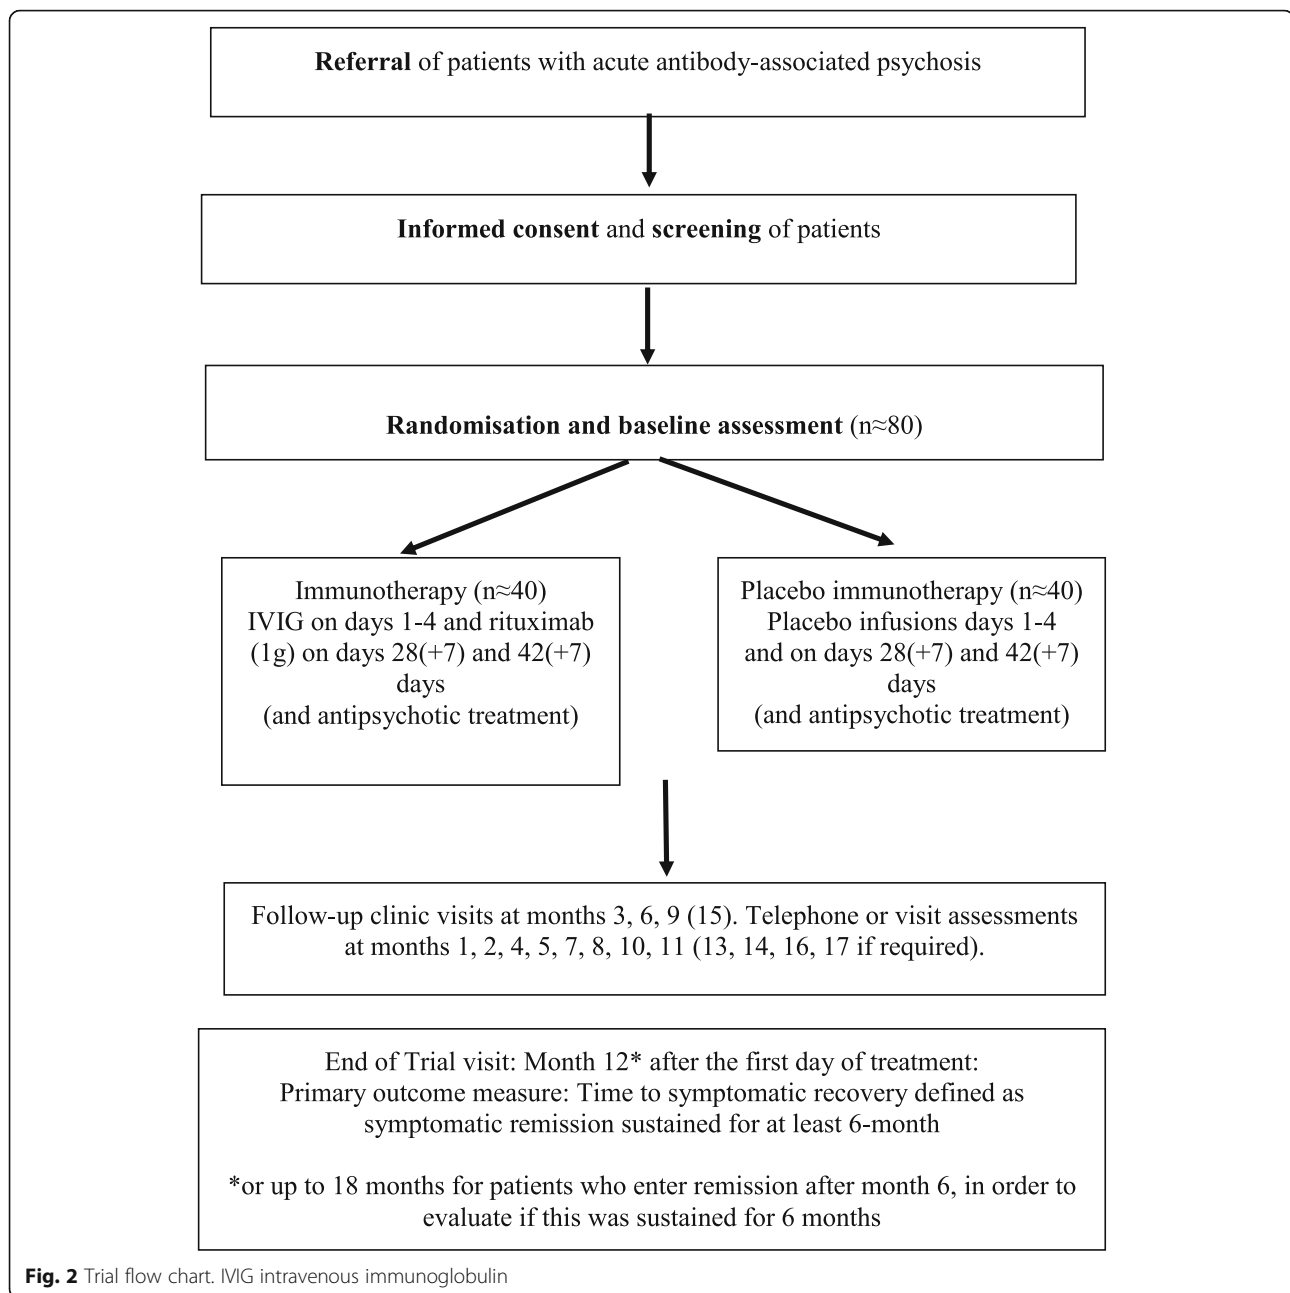 Referral of patients with acute antibody-associated psychosis
Informed consent and screening of patients
Randomisation and baseline assessment (n≈80)
Immunotherapy (n≈40)
IVIG on days 1-4 and rituximab
(1g) on days 28(+7) and 42(+7)
days
(and antipsychotic treatment)
Placebo immunotherapy (n≈40)
Placebo infusions days 1-4
and on days 28(+7) and 42(+7)
days
(and antipsychotic treatment)
Follow-up clinic visits at months 3, 6, 9 (15). Telephone or visit assessments
at months 1, 2, 4, 5, 7, 8, 10, 11 (13, 14, 16, 17 if required).
End of Trial visit: Month 12* after the first day of treatment:
Primary outcome measure: Time to symptomatic recovery defined as
symptomatic remission sustained for at least 6-month
*or up to 18 months for patients who enter remission after month 6, in order to
evaluate if this was sustained for 6 months
Fig. 2 Trial flow chart. IVIG intravenous immunoglobulin